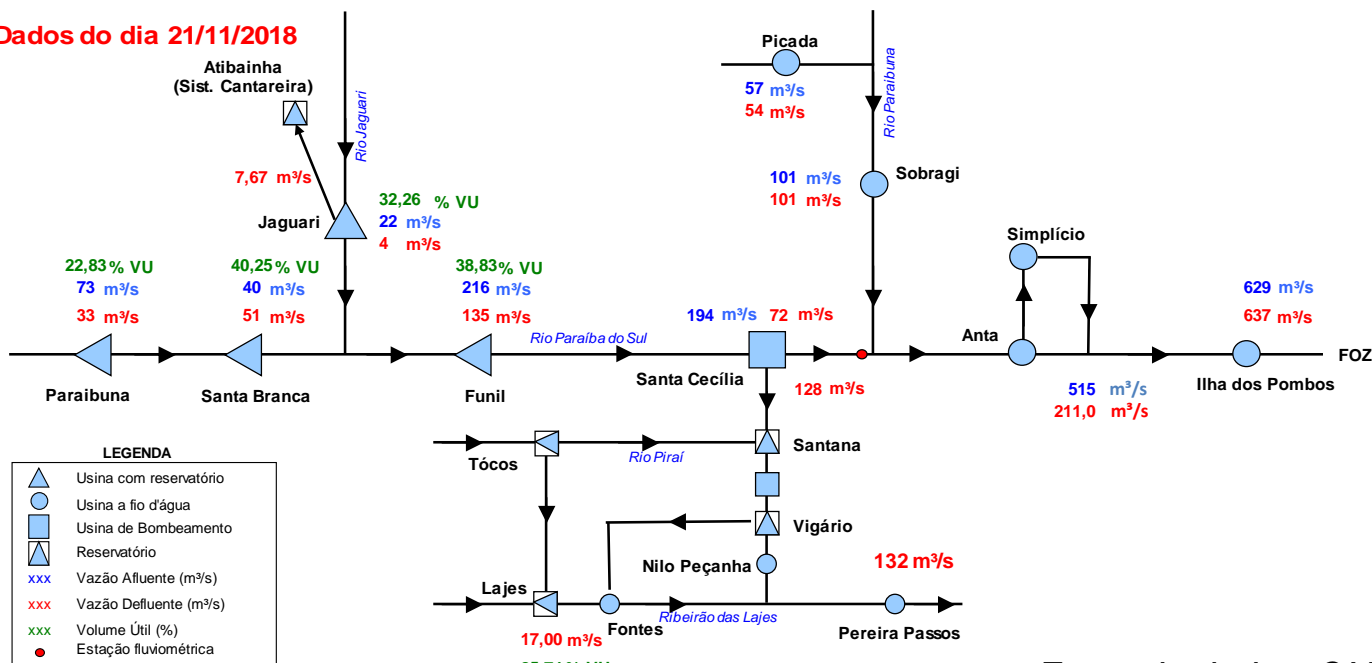 Dados do dia 21/11/2018
Atibainha
(Sist. Cantareira)
Rio Jaguari
7,67 m³/s
Jaguari
32,26 % VU
22 m³/s
4 m³/s
Picada
57 m³/s
54 m³/s
Rio Paraibuna
101 m³/s
101 m³/s
Sobragi
22,83 % VU
73 m³/s
33 m³/s
Paraibuna
40,25 % VU
40 m³/s
51 m³/s
Santa Branca
38,83 % VU
216 m³/s
135 m³/s
Funil
Rio Paraíba do Sul
194 m³/s 72 m³/s
Santa Cecília
128 m³/s
Simplício
Anta
515 m³/s
211,0 m³/s
629 m³/s
637 m³/s
Ilha dos Pombos
FOZ
Tócos
Rio Piraí
Santana
Vigário
Nilo Peçanha
132 m³/s
Lajes
17,00 m³/s
Fontes
Ribeirão das Lajes
Pereira Passos
LEGENDA
Usina com reservatório
Usina a fio d'água
Usina de Bombeamento
Reservatório
xxx Vazão Afluente (m³/s)
xxx Vazão Defluente (m³/s)
xxx Volume Útil (%)
Estação fluviométrica